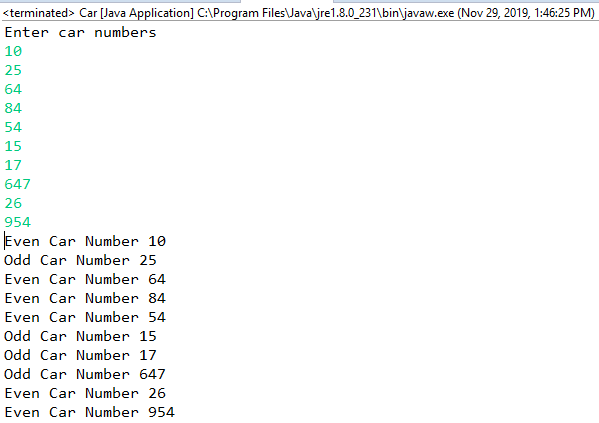 <terminated> Car [Java Application] C:\Program Files\Java\jre1.8.0_231\bin\javaw.exe (Nov 29, 2019, 1:46:25 PM)
Enter car numbers
10
25
64
84
54
15
17
647
26
954
Even Car Number 10
Odd Car Number 25
Even Car Number 64
Even Car Number 84
Even Car Number 54
Odd Car Number 15
Odd Car Number 17
Odd Car Number 647
Even Car Number 26
Even Car Number 954